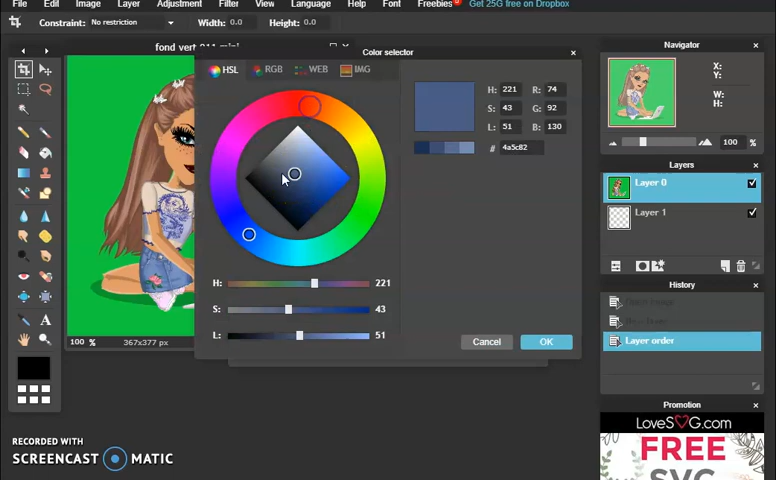 File Edit Image Layer Adjustment Filter View Language Help Font Freebies Get 25G free on Dropbox
Constraint: No restriction Width: 0.0 Height: 0.0
Color selector
Navigator
HSL RGB WEB IMG
X:
Y:
W:
H:
100 %
H: 221 R: 74
S: 43 G: 92
L: 51 B: 130
# 4a5c82
Layers
Layer 0
Layer 1
H: 221
S: 43
L: 51
Cancel OK
100 % 367x377 px
History
Layer order
A
Promotion
LoveSVG.com
FREE
SVG
RECORDED WITH
SCREENCAST MATIC